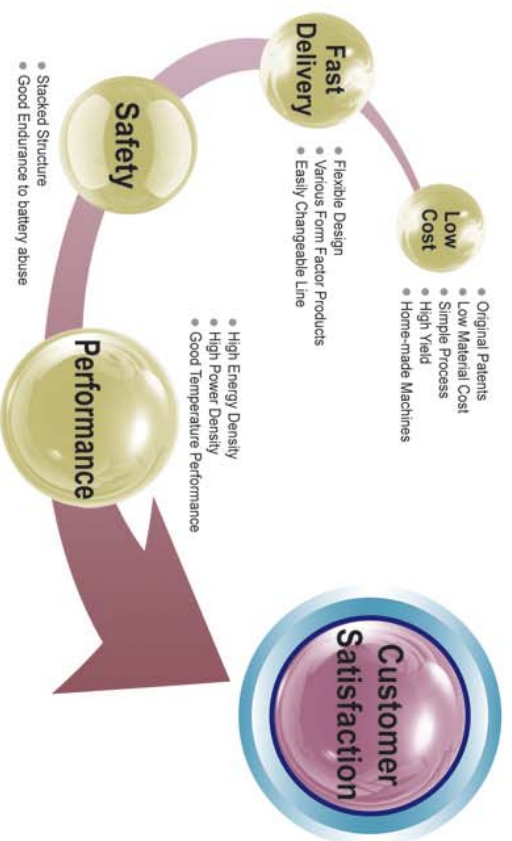 Low
Cost
Original Patents
Low Material Cost
Simple Process
High Yield
Home-made Machines
Fast
Delivery
Flexible Design
Various Form Factor Products
Easily Changeable Line
Safety
Stacked Structure
Good Endurance to battery abuse
Performance
High Energy Density
High Power Density
Good Temperature Performance
Customer
Satisfaction